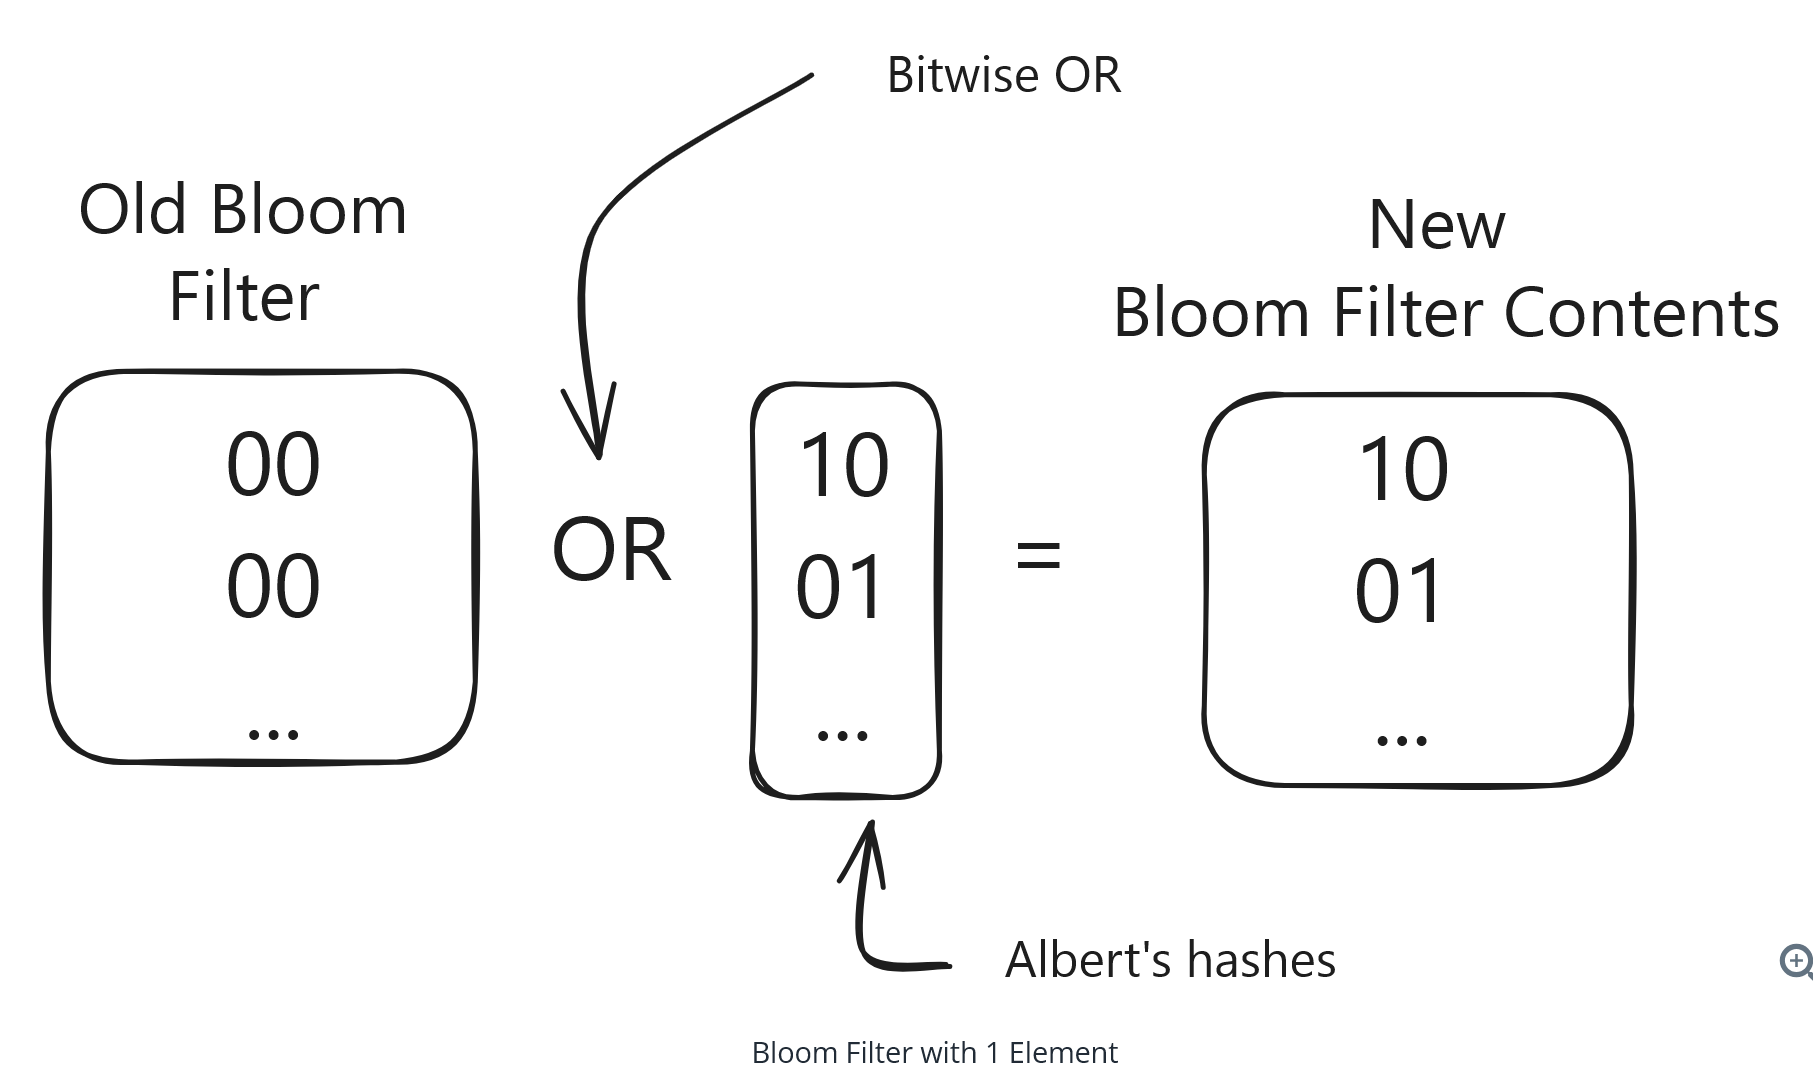 Bitwise OR
Old Bloom
Filter
New
Bloom Filter Contents
00
00
...
OR
10
01
...
=
10
01
...
Albert's hashes
Bloom Filter with 1 Element